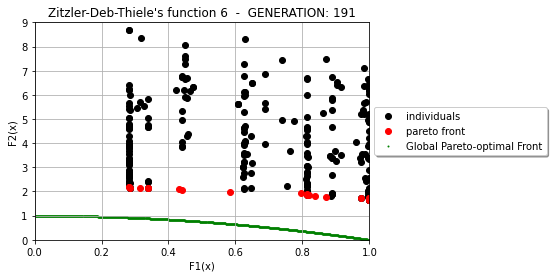 Zitzler-Deb-Thiele's function 6 - GENERATION: 191
9
8
7
6
5
4
3
2
1
0
F2(x)
0.0 0.2 0.4 0.6 0.8 1.0
F1(x)
individuals
pareto front
Global Pareto-optimal Front